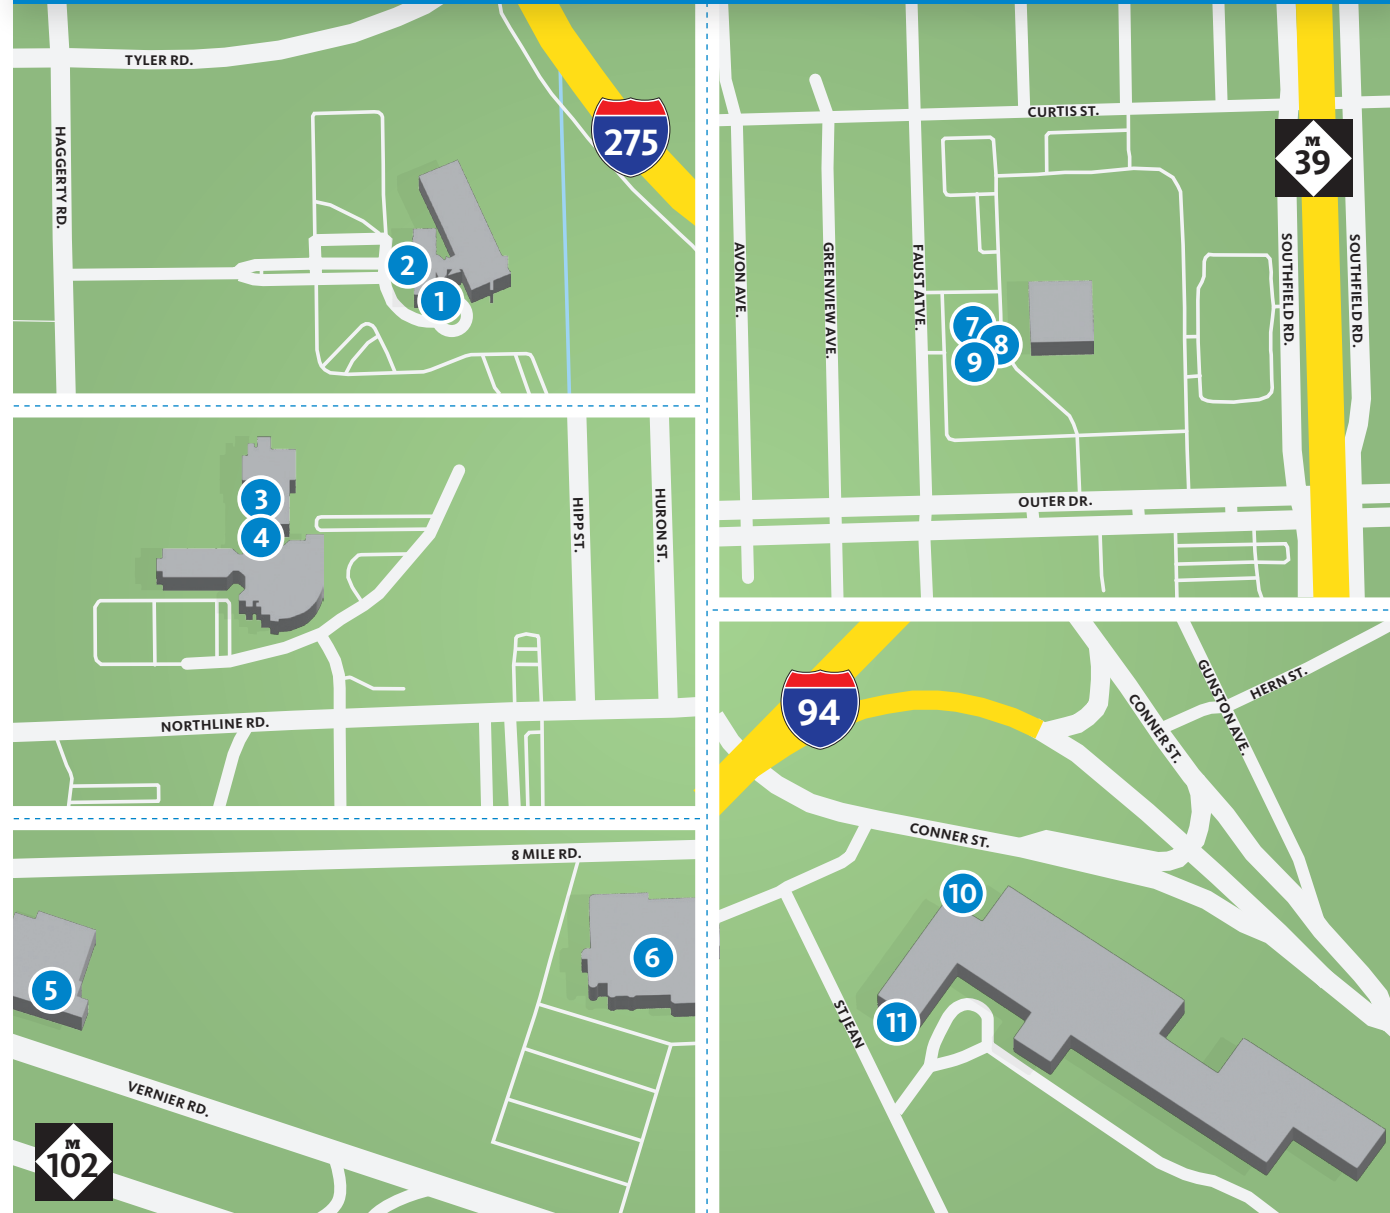 TYLER RD.
HAGGERTY RD.
275
2
1
3
4
HIPP ST.
HURON ST.
NORTHLINE RD.
8 MILE RD.
5
6
VERNIER RD.
M
102
CURTIS ST.
M
39
AVON AVE.
GREENVIEW AVE.
FAUST ATVE.
SOUTHFIELD RD.
SOUTHFIELD RD.
7
8
9
OUTER DR.
94
CONNER ST.
GUNSTON AVE.
HERN ST.
CONNER ST.
10
11
ST JEAN